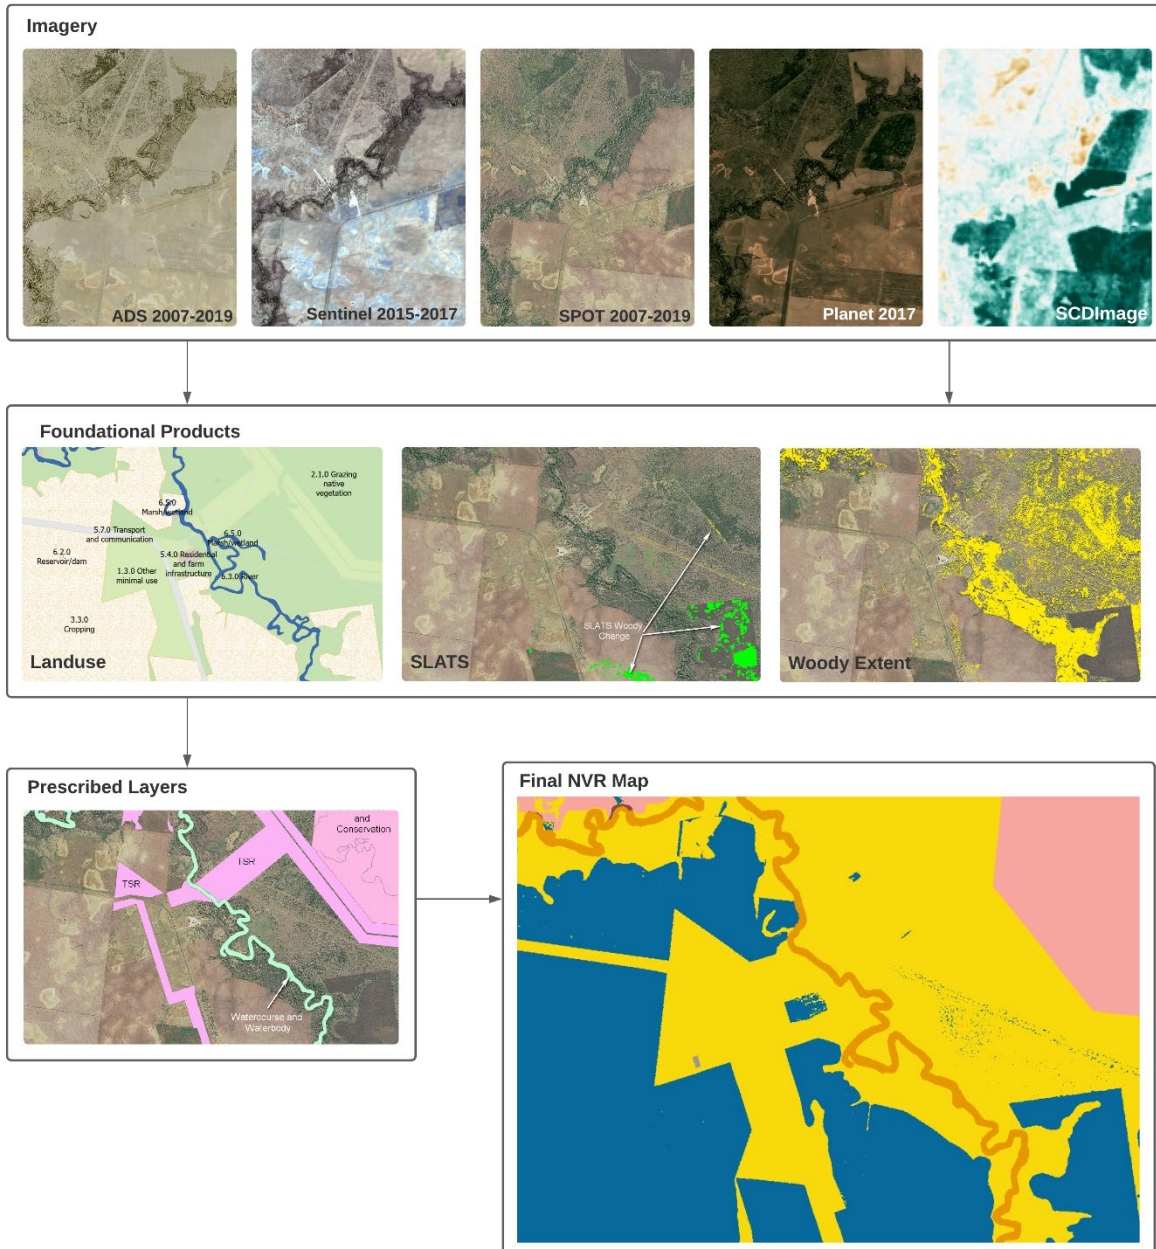 Imagery
ADS 2007-2019
Sentinel 2015-2017
SPOT 2007-2019
Planet 2017
SCDImage
Foundational Products
2.1.0 Grazing
native
vegetation
6.5.0
Marsh/wetland
5.7.0 Transport
and communication
6.5.0
Marsh/wetland
6.2.0
Reservoir/dam
5.4.0 Residential
and farm
infrastructure
1.3.0 Other
minimal use
6.3.0 River
3.3.0
Cropping
Landuse
SLATS Woody
Change
SLATS
Woody Extent
Prescribed Layers
and
Conservation
TSR
TSR
Watercourse and
Waterbody
Final NVR Map